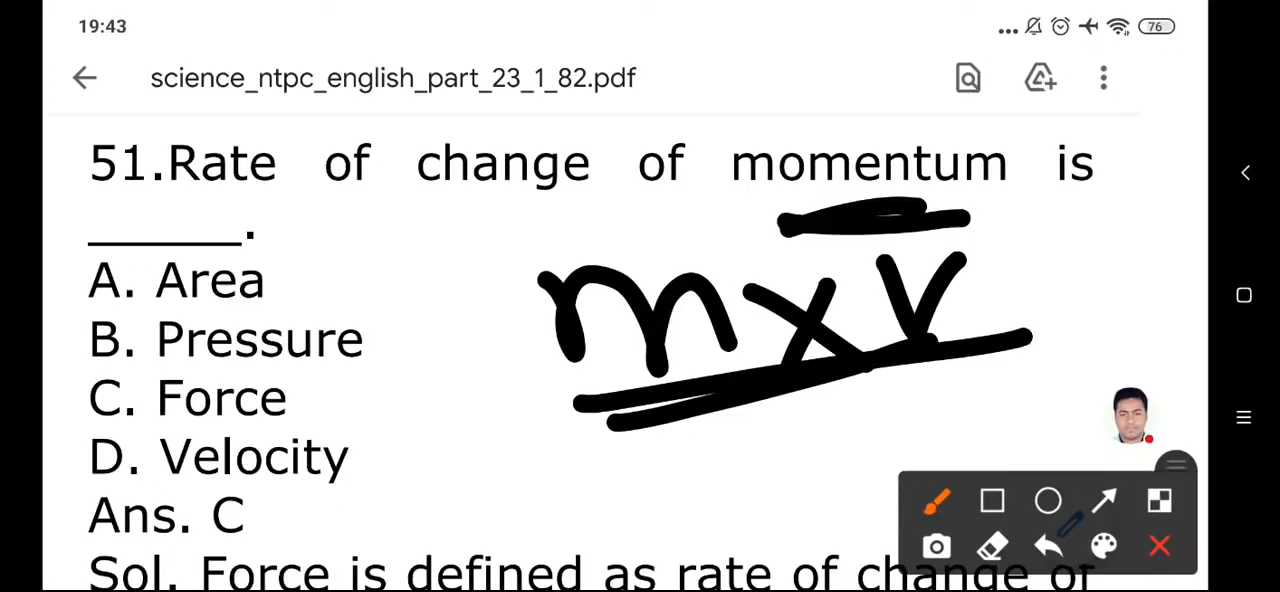 19:43
76
science_ntpc_english_part_23_1_82.pdf
51.Rate of change of momentum is
______.
m x v
A. Area
B. Pressure
C. Force
D. Velocity
Ans. C
Sol. Force is defined as rate of change of